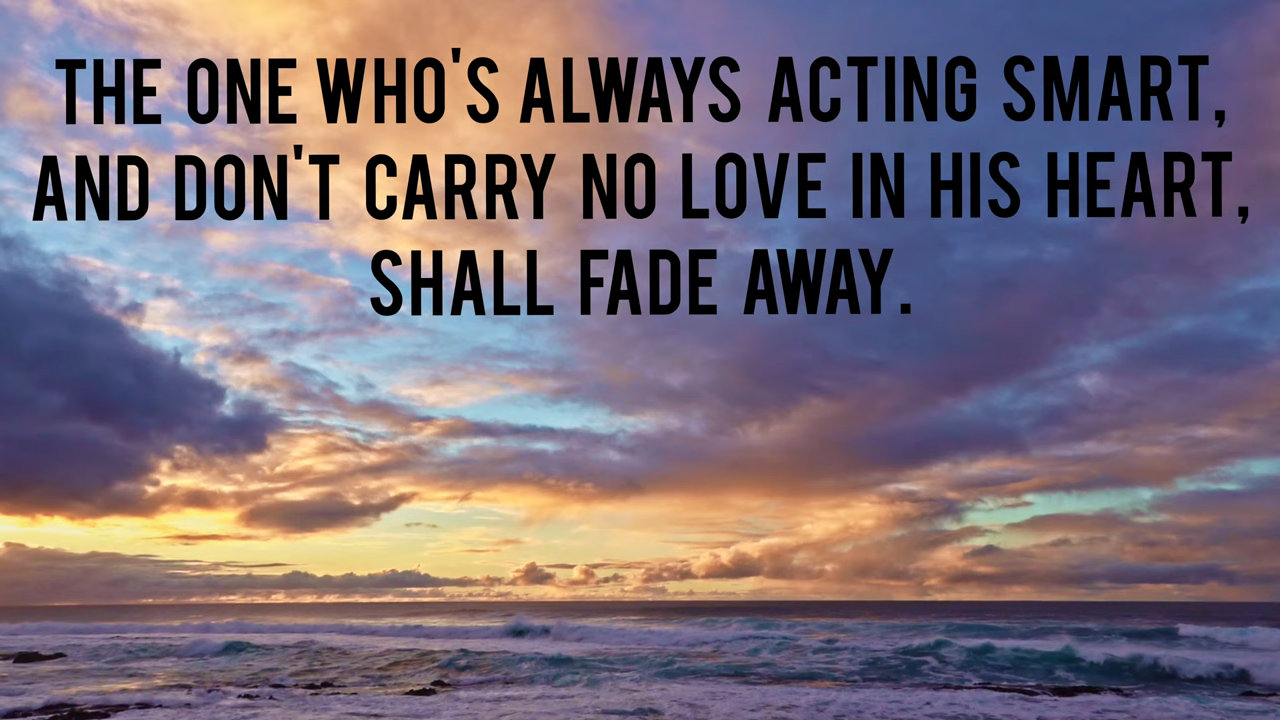 THE ONE WHO'S ALWAYS ACTING SMART,
AND DON'T CARRY NO LOVE IN HIS HEART,
SHALL FADE AWAY.